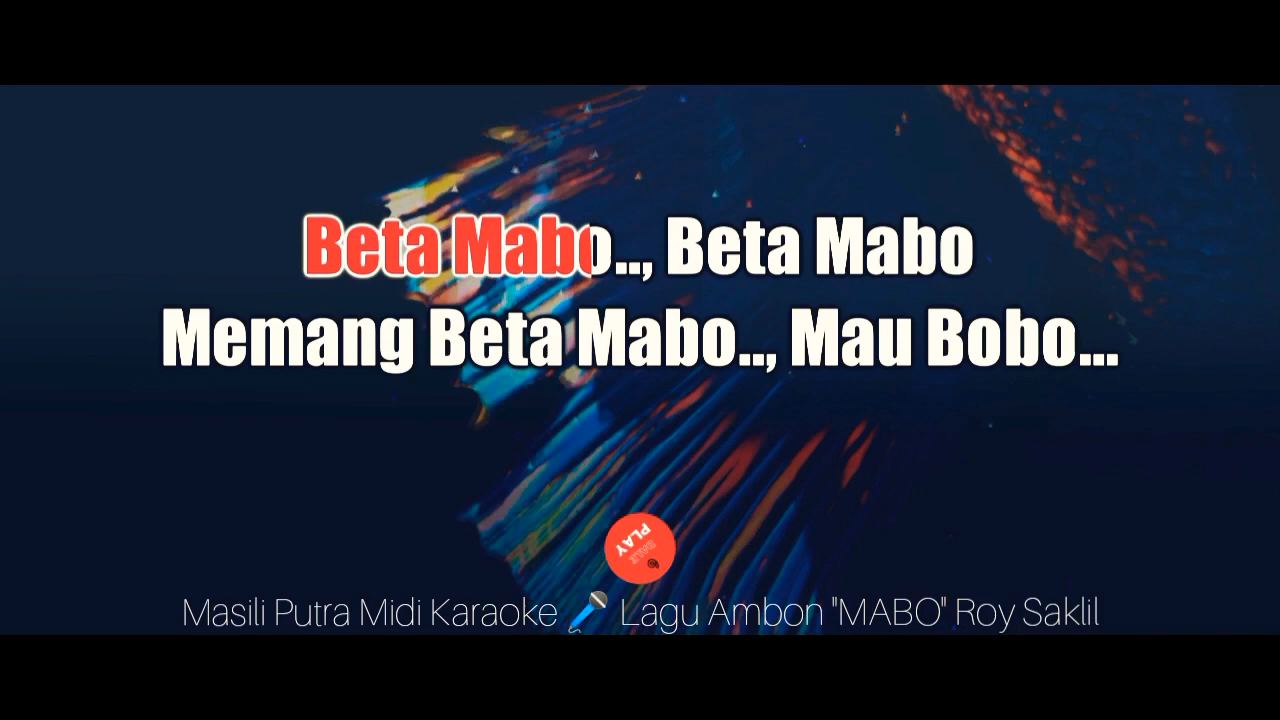 Beta Mabo.., Beta Mabo
Memang Beta Mabo.., Mau Bobo...
PLAY
Masili Putra Midi Karaoke 🎤 Lagu Ambon "MABO" Roy Saklil